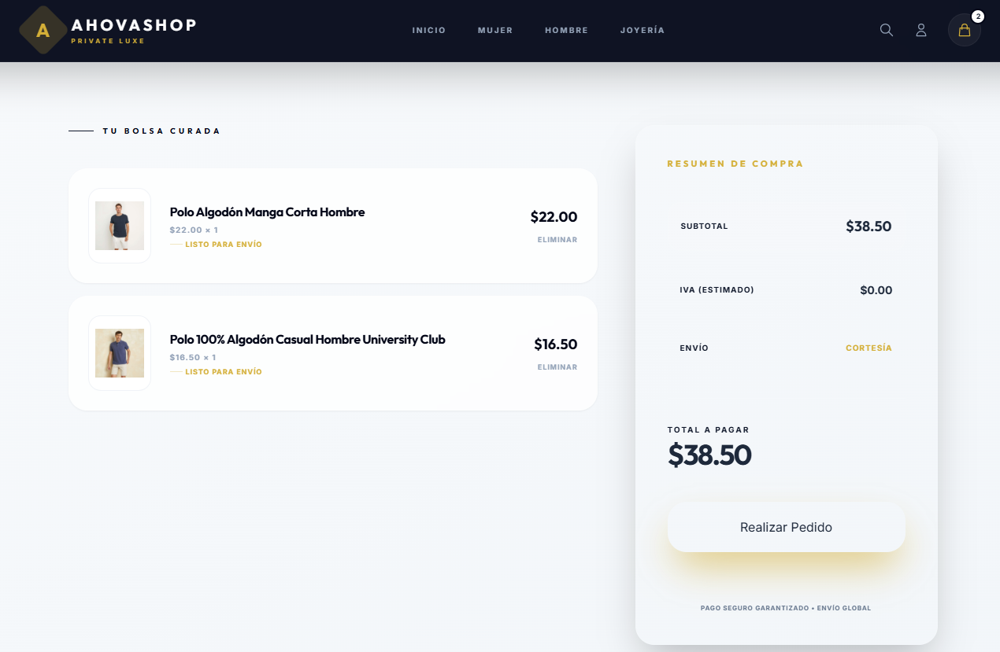 A
AHOVASHOP
PRIVATE LUXE
INICIO
MUJER
HOMBRE
JOYERÍA
2
TU BOLSA CURADA
Polo Algodón Manga Corta Hombre
$22.00 × 1
LISTO PARA ENVÍO
$22.00
ELIMINAR
Polo 100% Algodón Casual Hombre University Club
$16.50 × 1
LISTO PARA ENVÍO
$16.50
ELIMINAR
RESUMEN DE COMPRA
SUBTOTAL $38.50
IVA (ESTIMADO) $0.00
ENVÍO CORTESÍA
TOTAL A PAGAR
$38.50
Realizar Pedido
PAGO SEGURO GARANTIZADO • ENVÍO GLOBAL